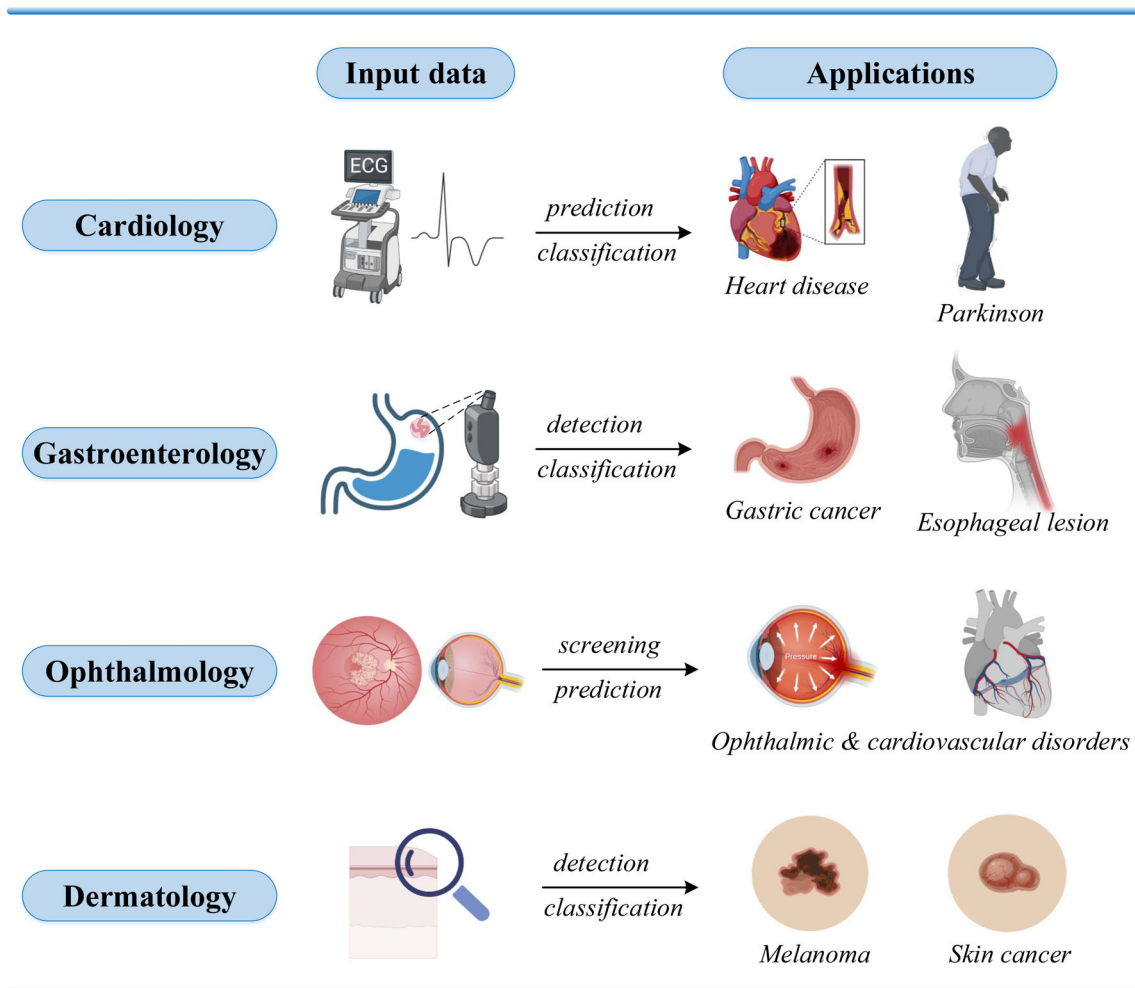 Input data
Applications
Cardiology
ECG
prediction
classification
Heart disease
Parkinson
Gastroenterology
detection
classification
Gastric cancer
Esophageal lesion
Ophthalmology
screening
prediction
Pressure
Ophthalmic & cardiovascular disorders
Dermatology
detection
classification
Melanoma
Skin cancer